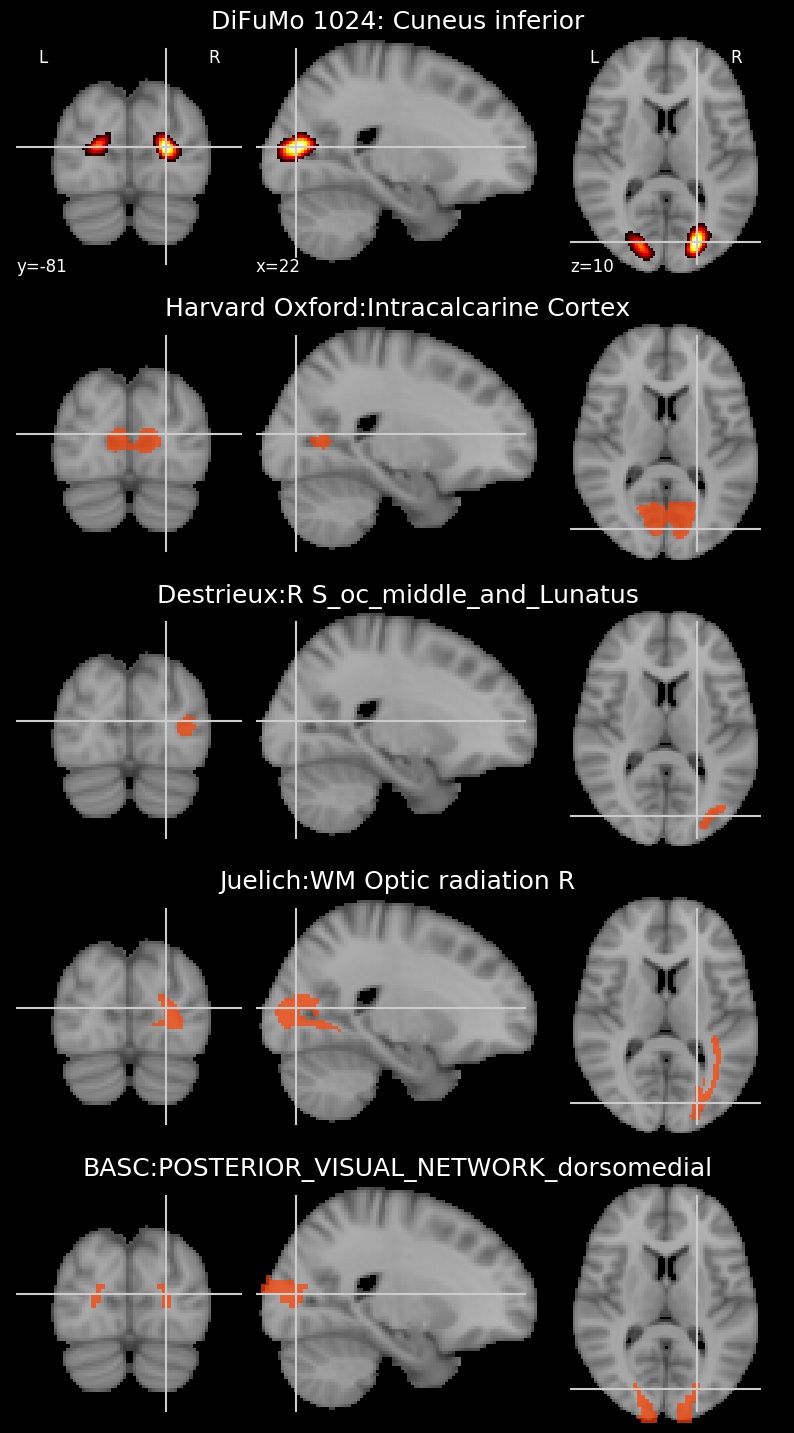 DiFuMo 1024: Cuneus inferior
L R L R
y=-81 x=22 z=10
Harvard Oxford:Intracalcarine Cortex
Destrieux:R S_oc_middle_and_Lunatus
Juelich:WM Optic radiation R
BASC:POSTERIOR_VISUAL_NETWORK_dorsomedial